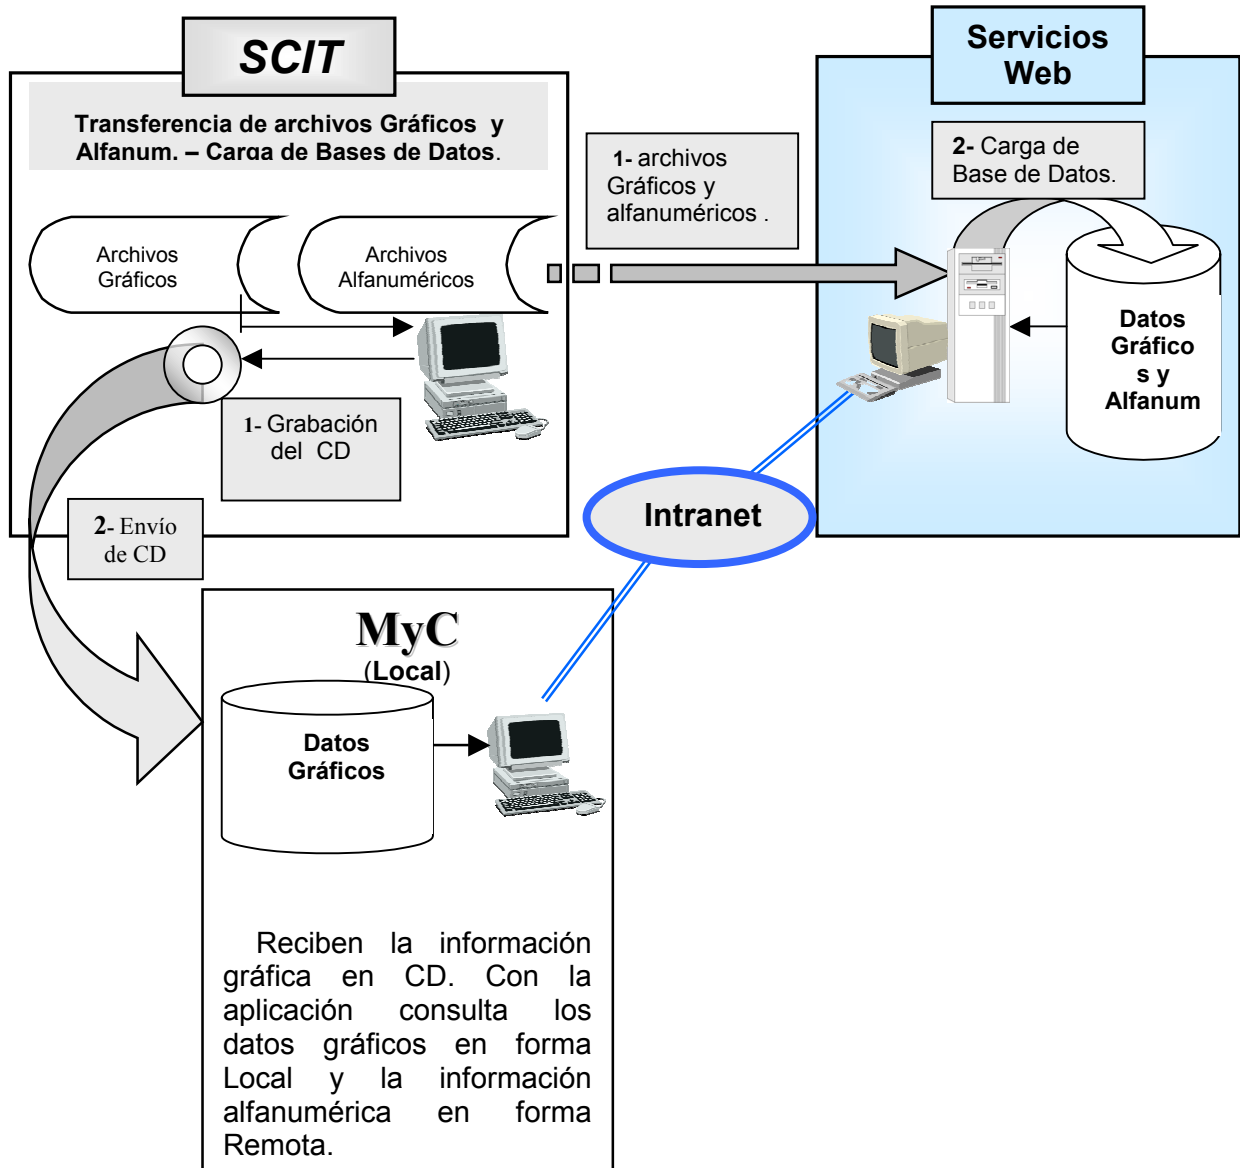 SCIT
Transferencia de archivos Gráficos y
Alfanum. – Carga de Bases de Datos.
Archivos
Gráficos
Archivos
Alfanuméricos
1- Grabación
del CD
2- Envío
de CD
1- archivos
Gráficos y
alfanuméricos .
Servicios
Web
2- Carga de
Base de Datos.
Datos
Gráfico
s y
Alfanum
Intranet
MyC
(Local)
Datos
Gráficos
Reciben la información
gráfica en CD. Con la
aplicación consulta los
datos gráficos en forma
Local y la información
alfanumérica en forma
Remota.